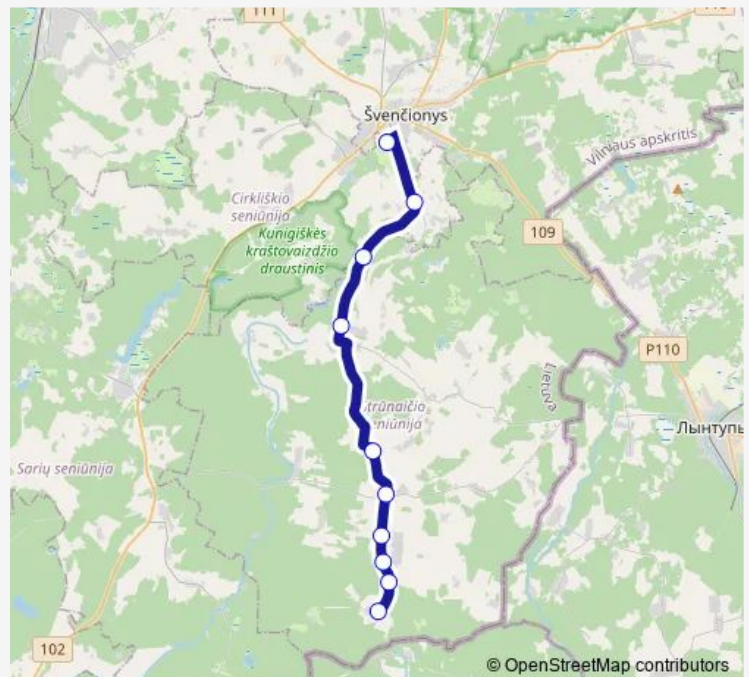 111
Švenčionys
Vilniaus apskritis
Cirkliškio
seniūnija
Kunigiškės
kraštovaizdžio
draustinis
109
P110
Lietuva
Лынтупы
Sarių seniūnija
102
© OpenStreetMap contributors